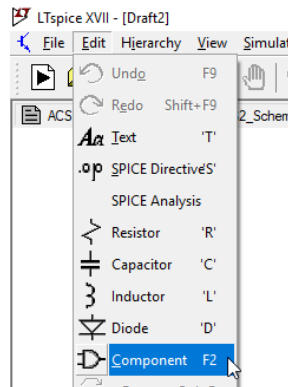 LTspice XVII - [Draft2]
File Edit Hierarchy View Simulat
Undo F9
ACS
Redo Shift+F9
2_Schem
Aa Text 'T'
.op SPICE Directive 'S'
SPICE Analysis
Resistor 'R'
Capacitor 'C'
Inductor 'L'
Diode 'D'
Component F2